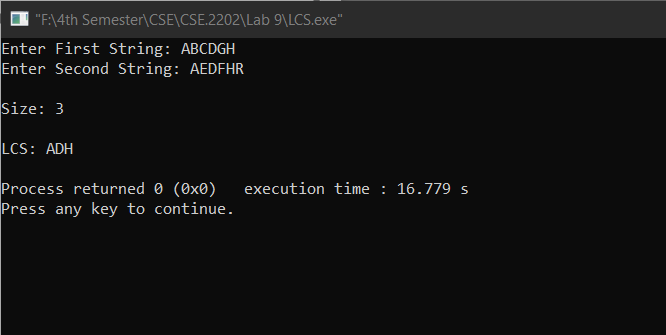 "F:\4th Semester\CSE\CSE.2202\Lab 9\LCS.exe"
Enter First String: ABCDGH
Enter Second String: AEDFHR
Size: 3
LCS: ADH
Process returned 0 (0x0)   execution time : 16.779 s
Press any key to continue.